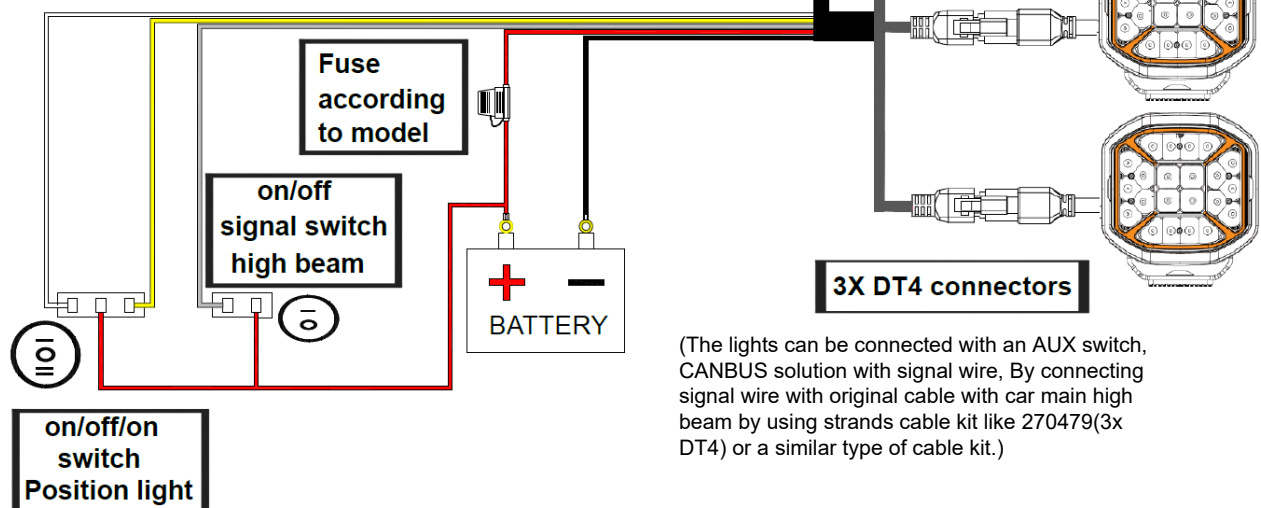 Fuse
according
to model
on/off
signal switch
high beam
BATTERY
3X DT4 connectors
(The lights can be connected with an AUX switch,
CANBUS solution with signal wire, By connecting
signal wire with original cable with car main high
beam by using strands cable kit like 270479(3x
DT4) or a similar type of cable kit.)
on/off/on
switch
Position light